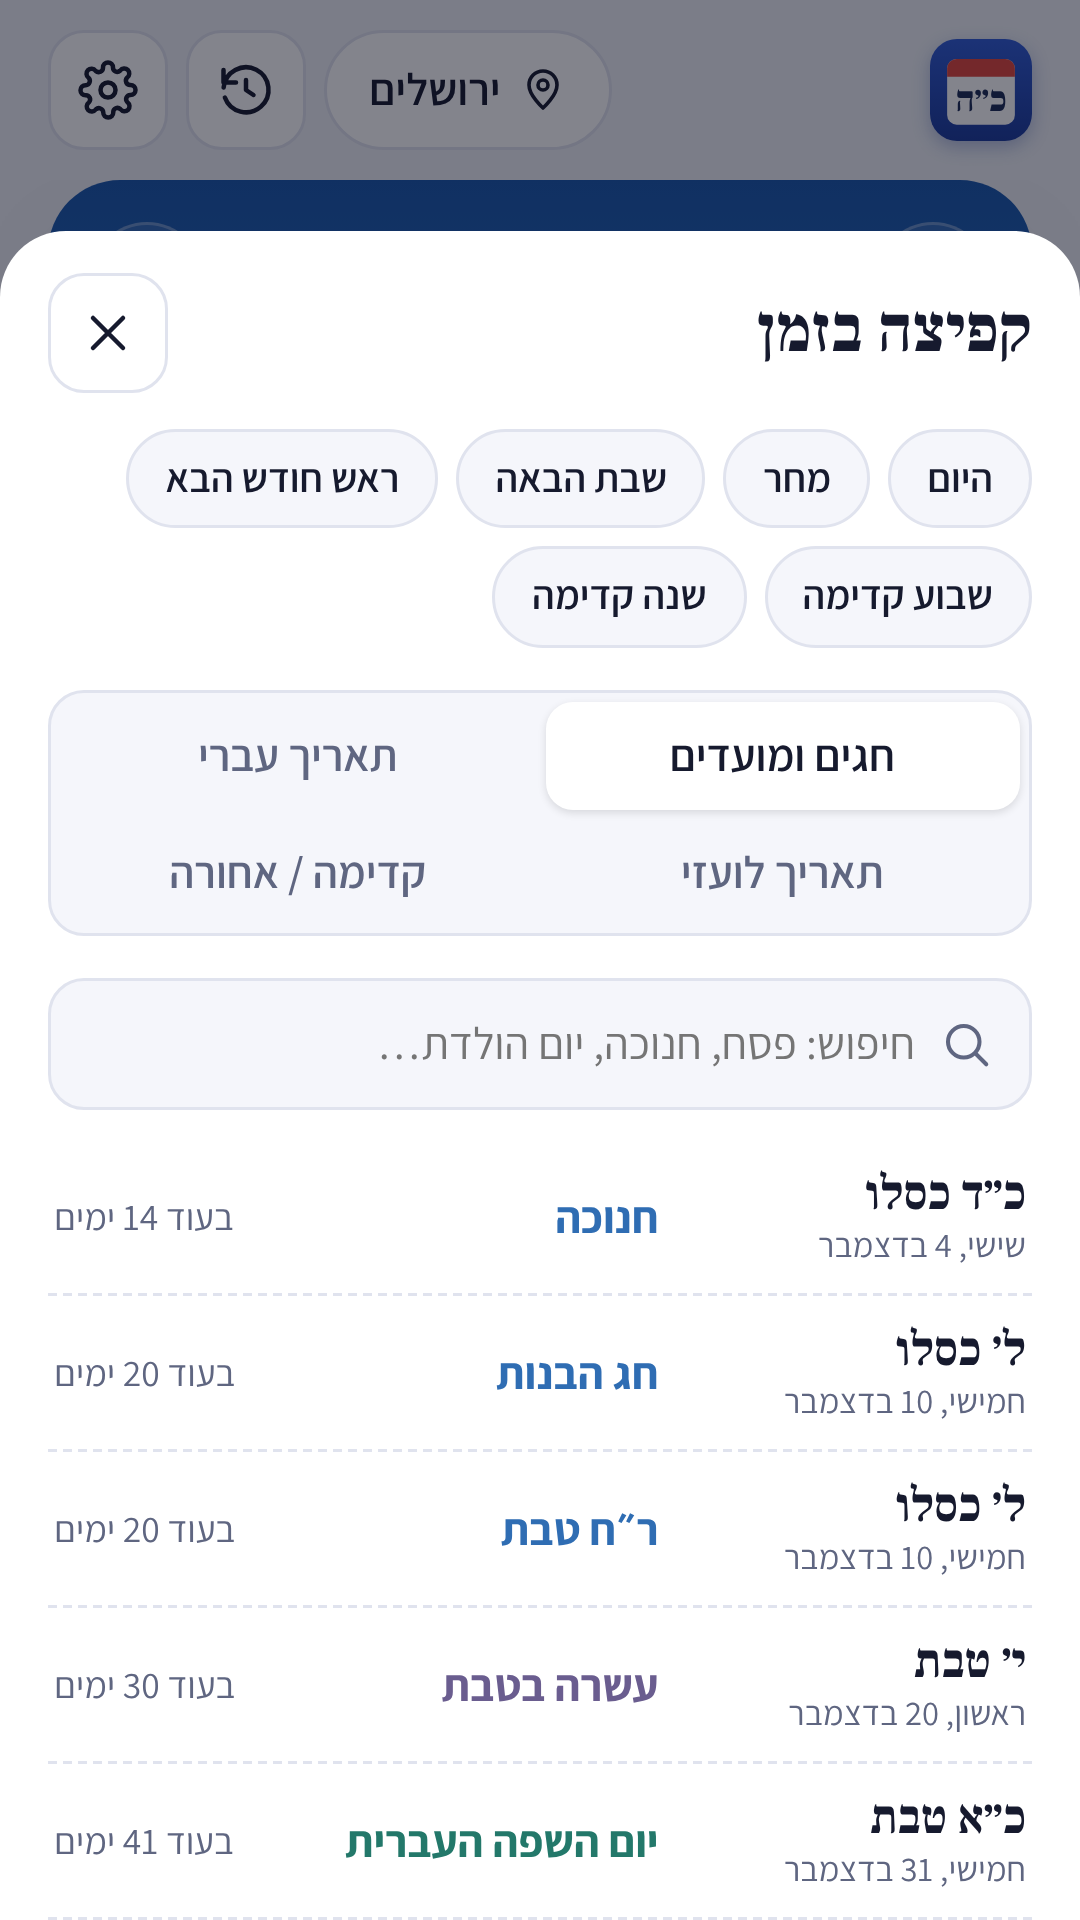 כ״ה
ירושלים
קפיצה בזמן
היום
מחר
שבת הבאה
ראש חודש הבא
שבוע קדימה
שנה קדימה
חגים ומועדים
תאריך עברי
תאריך לועזי
קדימה / אחורה
חיפוש: פסח, חנוכה, יום הולדת…
כ״ד כסלו
שישי, 4 בדצמבר
חנוכה
בעוד 14 ימים
ל׳ כסלו
חמישי, 10 בדצמבר
חג הבנות
בעוד 20 ימים
ל׳ כסלו
חמישי, 10 בדצמבר
ר״ח טבת
בעוד 20 ימים
י׳ טבת
ראשון, 20 בדצמבר
עשרה בטבת
בעוד 30 ימים
כ״א טבת
חמישי, 31 בדצמבר
יום השפה העברית
בעוד 41 ימים